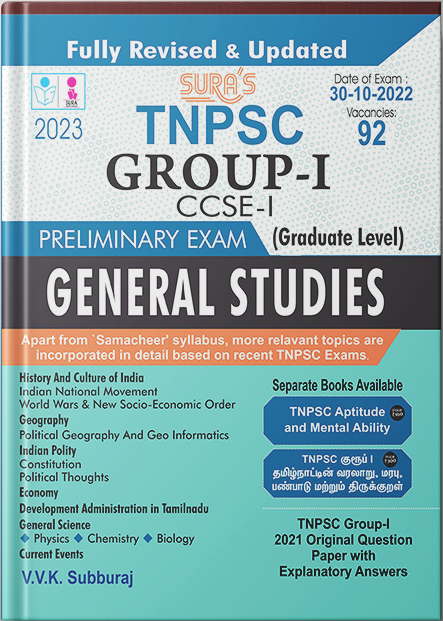 Fully Revised & Updated
SURA
SURA'S
Date of Exam :
30-10-2022
2023
TNPSC
Vacancies:
92
GROUP-I
CCSE-I
PRELIMINARY EXAM
(Graduate Level)
GENERAL STUDIES
Apart from `Samacheer' syllabus, more relavant topics are
incorporated in detail based on recent TNPSC Exams.
History And Culture of India
Indian National Movement
World Wars & New Socio-Economic Order
Geography
Political Geography And Geo Informatics
Indian Polity
Constitution
Political Thoughts
Economy
Development Administration in Tamilnadu
General Science
Physics Chemistry Biology
Current Events
V.V.K. Subburaj
Separate Books Available
TNPSC Aptitude
and Mental Ability
TNPSC குரூப் I
தமிழ்நாட்டின் வரலாறு, மரபு,
பண்பாடு மற்றும் திருக்குறள்
TNPSC Group-I
2021 Original Question
Paper with
Explanatory Answers